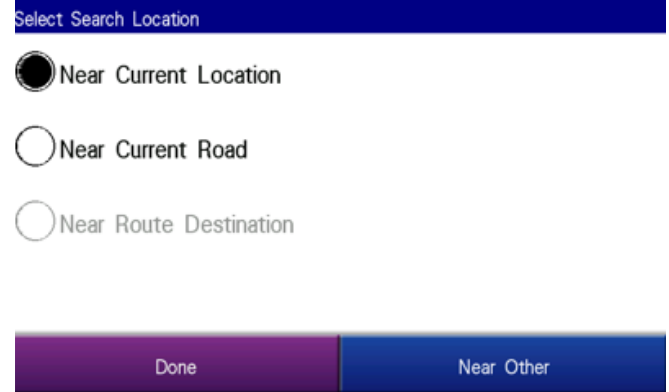 Select Search Location
Near Current Location
Near Current Road
Near Route Destination
Done
Near Other